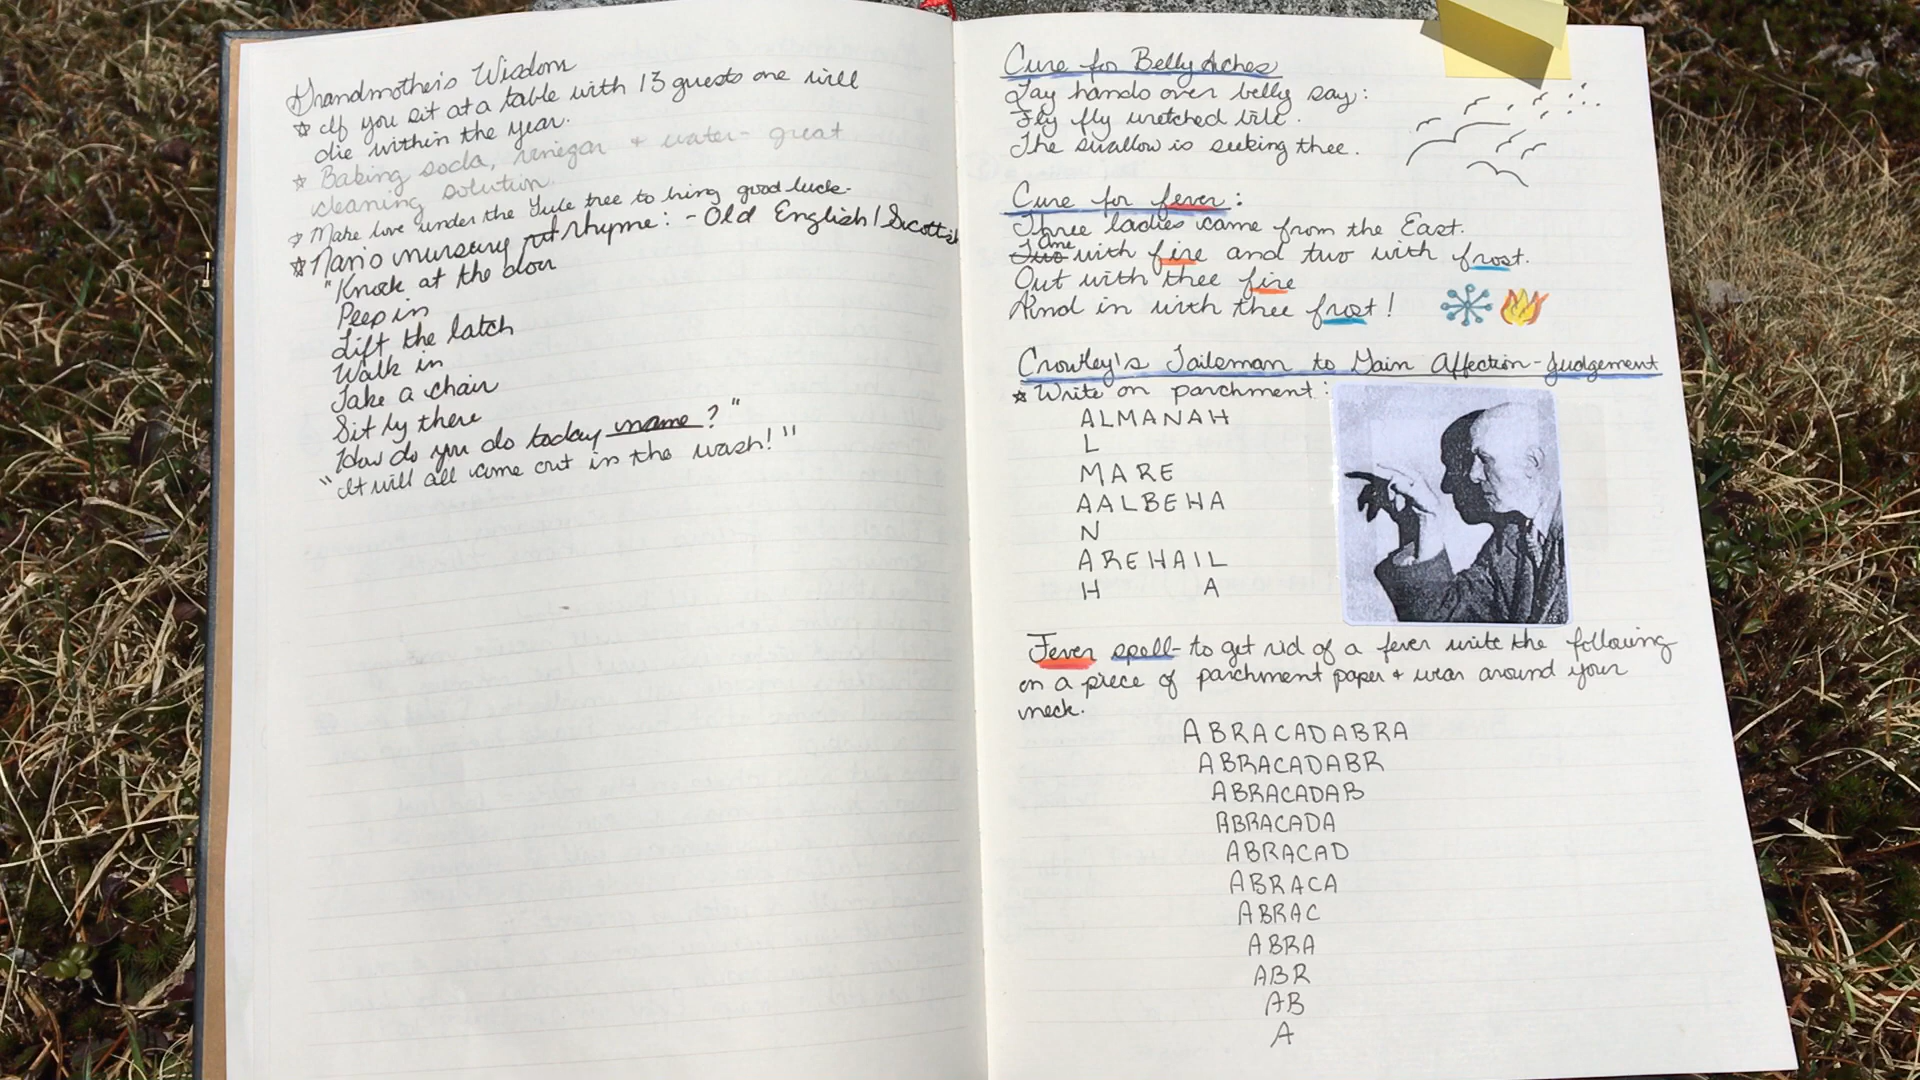 Grandmother's Wisdom
☆ If you sit at a table with 13 guests one will
die within the year.
☆ Baking soda, vinegar + water - great
cleaning solution.
☆ Make love under the Yule tree to bring good luck.
☆ Nan's nursery rhyme: - Old English / Scottish
"Knock at the door
Peep in
Lift the latch
Walk in
Take a chair
Sit by there
How do you do today name?"
"It will all come out in the wash!"
Cure for Belly Aches
Lay hands over belly say:
Fly fly wretched bile.
The swallow is seeking thee.
Cure for fever:
Three ladies came from the East.
Two One with fire and two with frost.
Out with thee fire
And in with thee frost!
Crowley's Tailsman to Gain Affection - Judgement
☆ Write on parchment:
ALMANAH
L
MARE
AALBEHA
N
AREHAIL
H A
Fever spell - to get rid of a fever write the following
on a piece of parchment paper + wear around your
neck.
ABRACADABRA
ABRACADABR
ABRACADAB
ABRACADA
ABRACAD
ABRACA
ABRAC
ABRA
ABR
AB
A